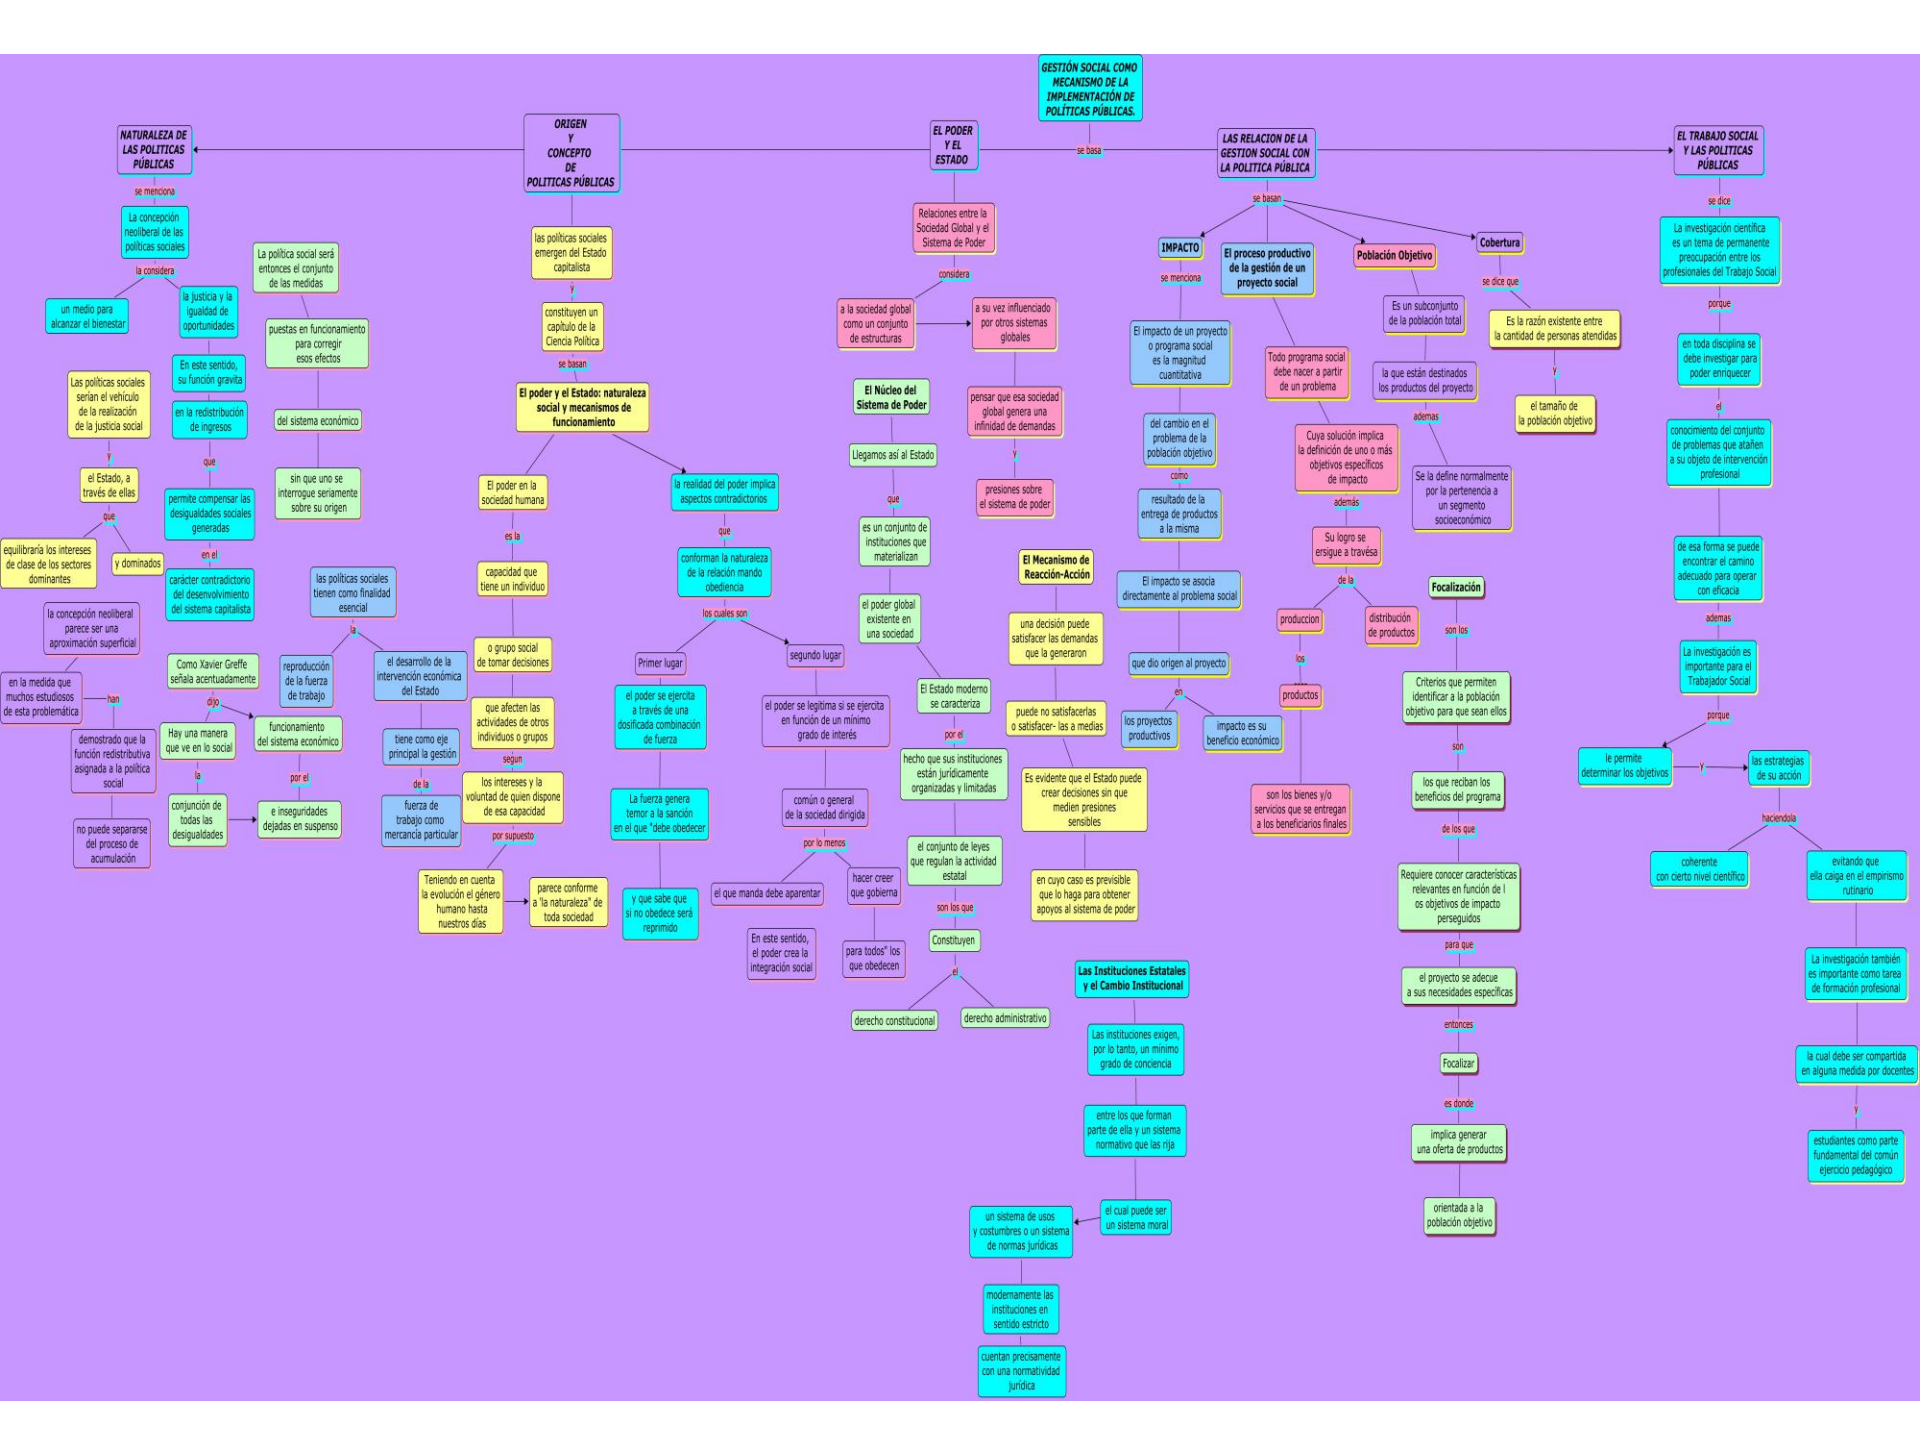 GESTIÓN SOCIAL COMO
MECANISMO DE LA
IMPLEMENTACIÓN DE
POLÍTICAS PÚBLICAS.
se basa
NATURALEZA DE
LAS POLITICAS
PÚBLICAS
se menciona
La concepción
neoliberal de las
políticas sociales
la considera
un medio para
alcanzar el bienestar
la justicia y la
igualdad de
oportunidades
En este sentido,
su función gravita
en la redistribución
de ingresos
que
permite compensar las
desigualdades sociales
generadas
en el
carácter contradictorio
del desenvolvimiento
del sistema capitalista
La política social será
entonces el conjunto
de las medidas
puestas en funcionamiento
para corregir
esos efectos
del sistema económico
sin que uno se
interrogue seriamente
sobre su origen
Las políticas sociales
serían el vehículo
de la realización
de la justicia social
y
el Estado, a
través de ellas
que
equilibraría los intereses
de clase de los sectores
dominantes
y dominados
la concepción neoliberal
parece ser una
aproximación superficial
en la medida que
muchos estudiosos
de esta problemática
han
demostrado que la
función redistributiva
asignada a la política
social
no puede separarse
del proceso de
acumulación
Como Xavier Greffe
señala acentuadamente
dijo
Hay una manera
que ve en lo social
la
conjunción de
todas las
desigualdades
funcionamiento
del sistema económico
por el
e inseguridades
dejadas en suspenso
las políticas sociales
tienen como finalidad
esencial
la
reproducción
de la fuerza
de trabajo
el desarrollo de la
intervención económica
del Estado
tiene como eje
principal la gestión
de la
fuerza de
trabajo como
mercancía particular
ORIGEN
Y
CONCEPTO
DE
POLITICAS PÚBLICAS
las políticas sociales
emergen del Estado
capitalista
y
constituyen un
capítulo de la
Ciencia Política
se basan
El poder y el Estado: naturaleza
social y mecanismos de
funcionamiento
El poder en la
sociedad humana
es la
capacidad que
tiene un individuo
o grupo social
de tomar decisiones
que afecten las
actividades de otros
individuos o grupos
segun
los intereses y la
voluntad de quien dispone
de esa capacidad
por supuesto
Teniendo en cuenta
la evolución el género
humano hasta
nuestros días
parece conforme
a 'la naturaleza" de
toda sociedad
la realidad del poder implica
aspectos contradictorios
que
conforman la naturaleza
de la relación mando
obediencia
los cuales son
Primer lugar
el poder se ejercita
a través de una
dosificada combinación
de fuerza
La fuerza genera
temor a la sanción
en el que "debe obedecer
y que sabe que
si no obedece será
reprimido
segundo lugar
el poder se legitima si se ejercita
en función de un mínimo
grado de interés
común o general
de la sociedad dirigida
por lo menos
el que manda debe aparentar
hacer creer
que gobierna
para todos" los
que obedecen
En este sentido,
el poder crea la
integración social
EL PODER
Y EL
ESTADO
Relaciones entre la
Sociedad Global y el
Sistema de Poder
considera
a la sociedad global
como un conjunto
de estructuras
a su vez influenciado
por otros sistemas
globales
pensar que esa sociedad
global genera una
infinidad de demandas
y
presiones sobre
el sistema de poder
El Núcleo del
Sistema de Poder
Llegamos así al Estado
que
es un conjunto de
instituciones que
materializan
el poder global
existente en
una sociedad
El Estado moderno
se caracteriza
por el
hecho que sus instituciones
están jurídicamente
organizadas y limitadas
el conjunto de leyes
que regulan la actividad
estatal
son los que
Constituyen
el
derecho constitucional
derecho administrativo
El Mecanismo de
Reacción-Acción
una decisión puede
satisfacer las demandas
que la generaron
puede no satisfacerlas
o satisfacer- las a medias
Es evidente que el Estado puede
crear decisiones sin que
medien presiones
sensibles
en cuyo caso es previsible
que lo haga para obtener
apoyos al sistema de poder
Las Instituciones Estatales
y el Cambio Institucional
Las instituciones exigen,
por lo tanto, un mínimo
grado de conciencia
entre los que forman
parte de ella y un sistema
normativo que las rija
el cual puede ser
un sistema moral
un sistema de usos
y costumbres o un sistema
de normas jurídicas
modernamente las
instituciones en
sentido estricto
cuentan precisamente
con una normatividad
jurídica
LAS RELACION DE LA
GESTION SOCIAL CON
LA POLITICA PÚBLICA
se basan
IMPACTO
se menciona
El impacto de un proyecto
o programa social
es la magnitud
cuantitativa
del cambio en el
problema de la
población objetivo
como
resultado de la
entrega de productos
a la misma
El impacto se asocia
directamente al problema social
que dio origen al proyecto
en
los proyectos
productivos
impacto es su
beneficio económico
El proceso productivo
de la gestión de un
proyecto social
Todo programa social
debe nacer a partir
de un problema
Cuya solución implica
la definición de uno o más
objetivos específicos
de impacto
además
Su logro se
ersigue a travésa
de la
produccion
los
productos
son los bienes y/o
servicios que se entregan
a los beneficiarios finales
distribución
de productos
Población Objetivo
Es un subconjunto
de la población total
la que están destinados
los productos del proyecto
ademas
Se la define normalmente
por la pertenencia a
un segmento
socioeconómico
Cobertura
se dice que
Es la razón existente entre
la cantidad de personas atendidas
y
el tamaño de
la población objetivo
Focalización
son los
Criterios que permiten
identificar a la población
objetivo para que sean ellos
son
los que reciban los
beneficios del programa
de los que
Requiere conocer características
relevantes en función de l
os objetivos de impacto
perseguidos
para que
el proyecto se adecue
a sus necesidades específicas
entonces
Focalizar
es donde
implica generar
una oferta de productos
orientada a la
población objetivo
EL TRABAJO SOCIAL
Y LAS POLITICAS
PÚBLICAS
se dice
La investigación científica
es un tema de permanente
preocupación entre los
profesionales del Trabajo Social
porque
en toda disciplina se
debe investigar para
poder enriquecer
el
conocimiento del conjunto
de problemas que atañen
a su objeto de intervención
profesional
de esa forma se puede
encontrar el camino
adecuado para operar
con eficacia
ademas
La investigación es
importante para el
Trabajador Social
porque
le permite
determinar los objetivos
y
las estrategias
de su acción
haciendola
coherente
con cierto nivel científico
evitando que
ella caiga en el empirismo
rutinario
La investigación también
es importante como tarea
de formación profesional
la cual debe ser compartida
en alguna medida por docentes
y
estudiantes como parte
fundamental del común
ejercicio pedagógico